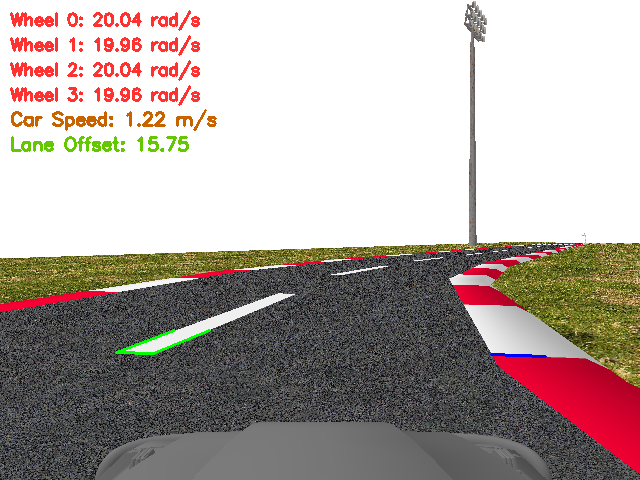 Wheel 0: 20.04 rad/s
Wheel 1: 19.96 rad/s
Wheel 2: 20.04 rad/s
Wheel 3: 19.96 rad/s
Car Speed: 1.22 m/s
Lane Offset: 15.75